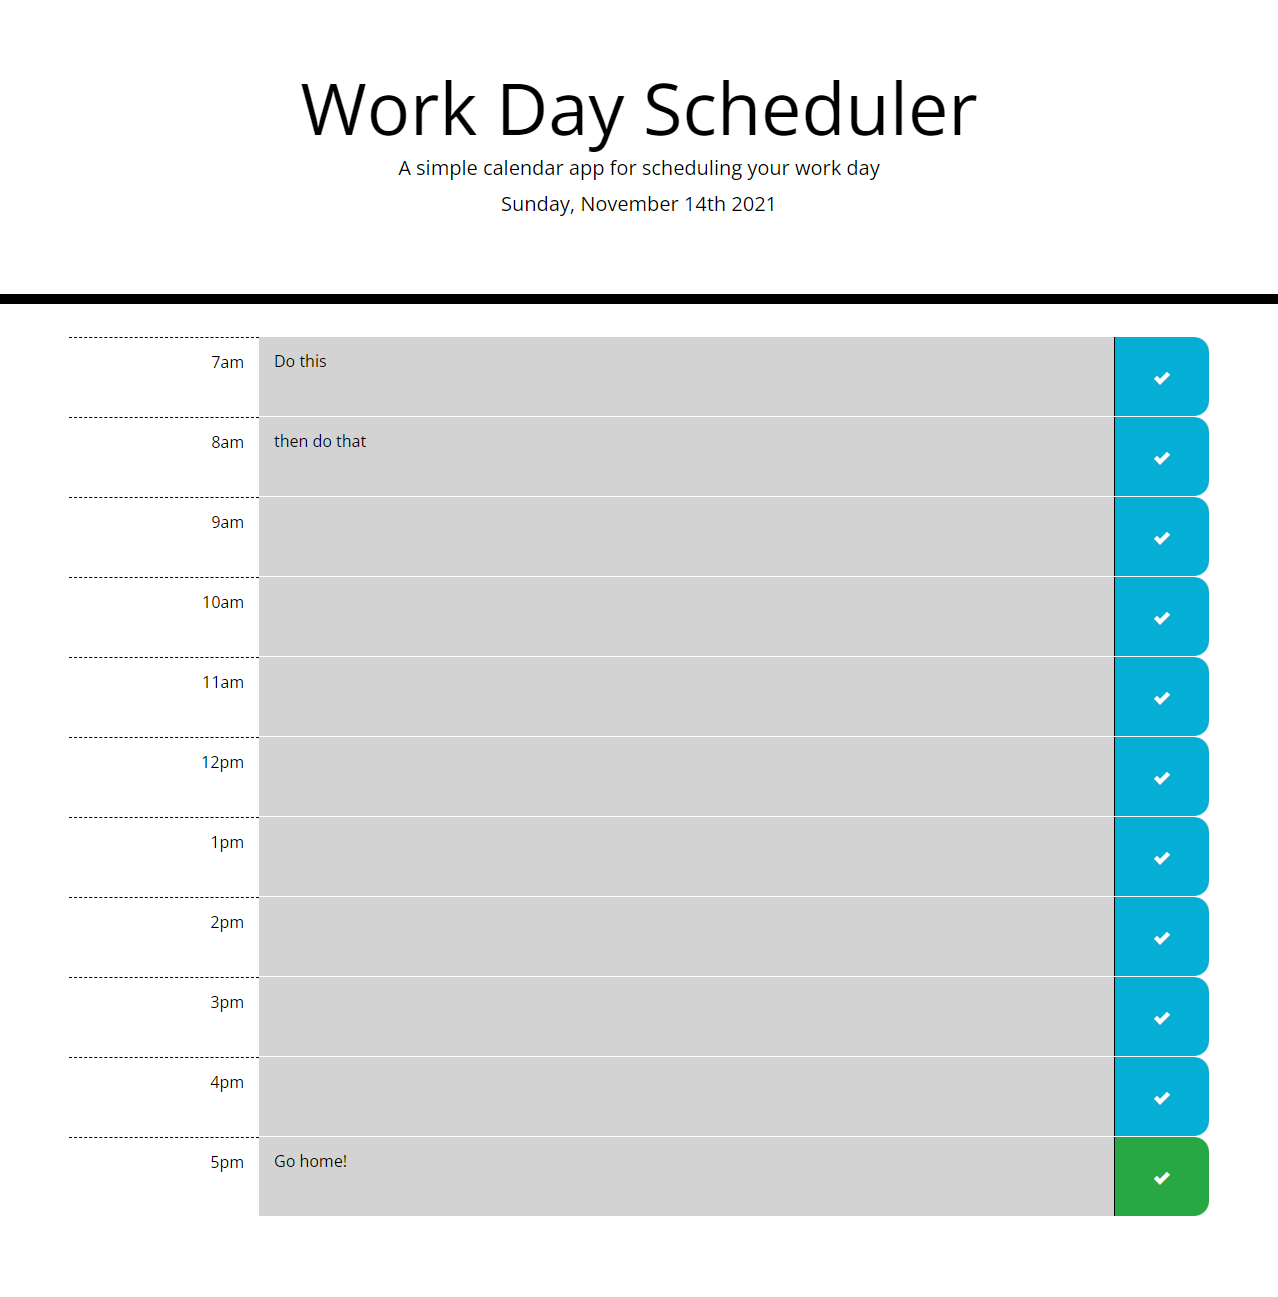 Work Day Scheduler
A simple calendar app for scheduling your work day
Sunday, November 14th 2021
7am Do this
8am then do that
9am
10am
11am
12pm
1pm
2pm
3pm
4pm
5pm Go home!